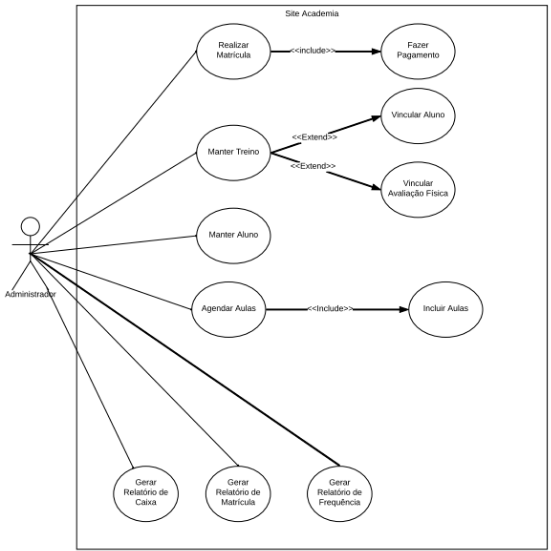 Site Academia
Realizar
Matrícula
<<include>>
Fazer
Pagamento
Manter Treino
<<Extend>>
Vincular Aluno
<<Extend>>
Vincular
Avaliação Física
Manter Aluno
Administrador
Agendar Aulas
<<Include>>
Incluir Aulas
Gerar
Relatório de
Caixa
Gerar
Relatório de
Matrícula
Gerar
Relatório de
Frequência